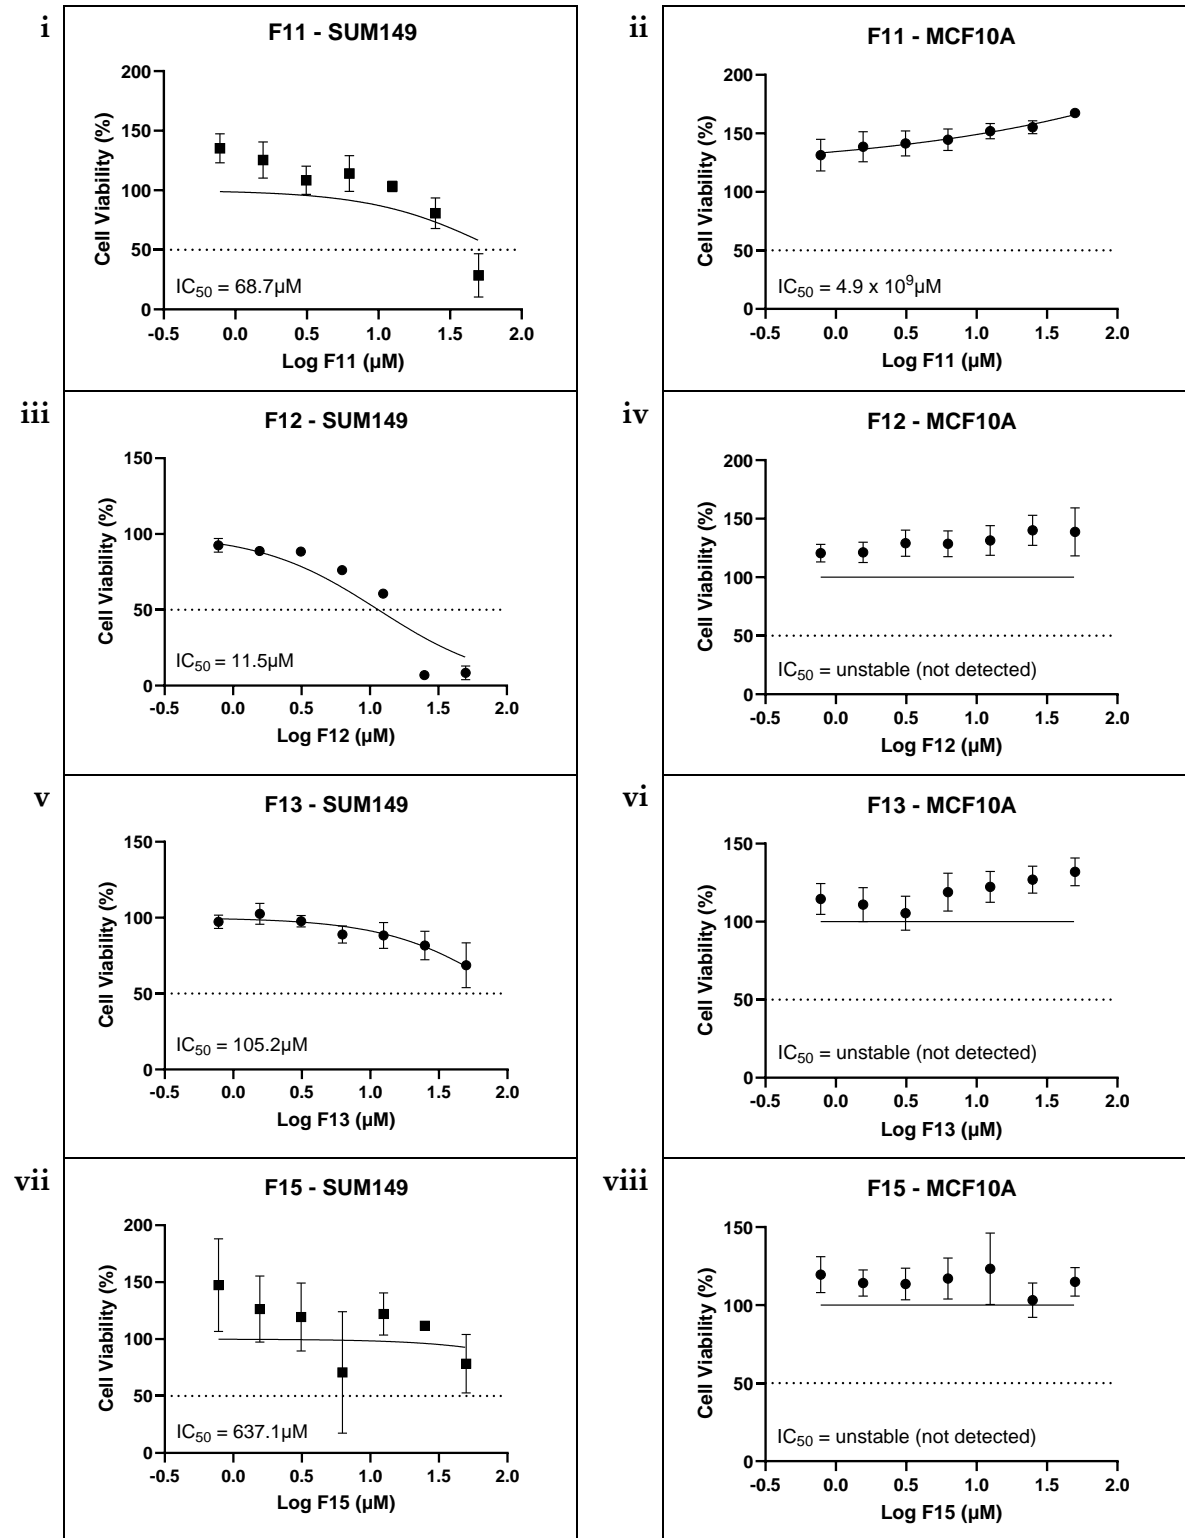 i
F11 - SUM149
Cell Viability (%)
200
150
100
50
0
IC50 = 68.7µM
-0.5 0.0 0.5 1.0 1.5 2.0
Log F11 (µM)
ii
F11 - MCF10A
Cell Viability (%)
200
150
100
50
0
IC50 = 4.9 x 10⁹µM
-0.5 0.0 0.5 1.0 1.5 2.0
Log F11 (µM)
iii
F12 - SUM149
Cell Viability (%)
150
100
50
0
IC50 = 11.5µM
-0.5 0.0 0.5 1.0 1.5 2.0
Log F12 (µM)
iv
F12 - MCF10A
Cell Viability (%)
200
150
100
50
0
IC50 = unstable (not detected)
-0.5 0.0 0.5 1.0 1.5 2.0
Log F12 (µM)
v
F13 - SUM149
Cell Viability (%)
150
100
50
0
IC50 = 105.2µM
-0.5 0.0 0.5 1.0 1.5 2.0
Log F13 (µM)
vi
F13 - MCF10A
Cell Viability (%)
150
100
50
0
IC50 = unstable (not detected)
-0.5 0.0 0.5 1.0 1.5 2.0
Log F13 (µM)
vii
F15 - SUM149
Cell Viability (%)
200
150
100
50
0
IC50 = 637.1µM
-0.5 0.0 0.5 1.0 1.5 2.0
Log F15 (µM)
viii
F15 - MCF10A
Cell Viability (%)
150
100
50
0
IC50 = unstable (not detected)
-0.5 0.0 0.5 1.0 1.5 2.0
Log F15 (µM)